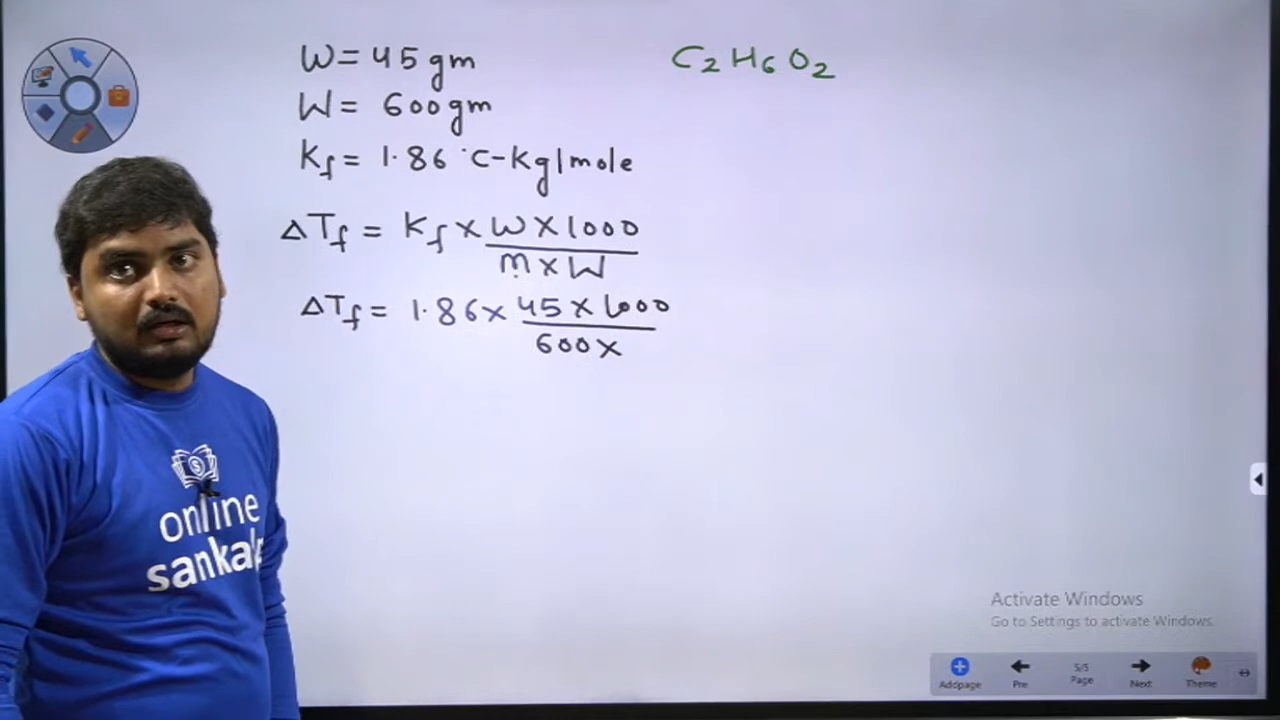 W = 45 gm
C2H6O2
W = 600 gm
Kf = 1.86 °C-Kg/mole
ΔTf = Kf × W × 1000
m × W
ΔTf = 1.86 × 45 × 1000
600 ×
online
sankalp
Activate Windows
Go to Settings to activate Windows.
Addpage
Pre
5/5
Page
Next
Theme